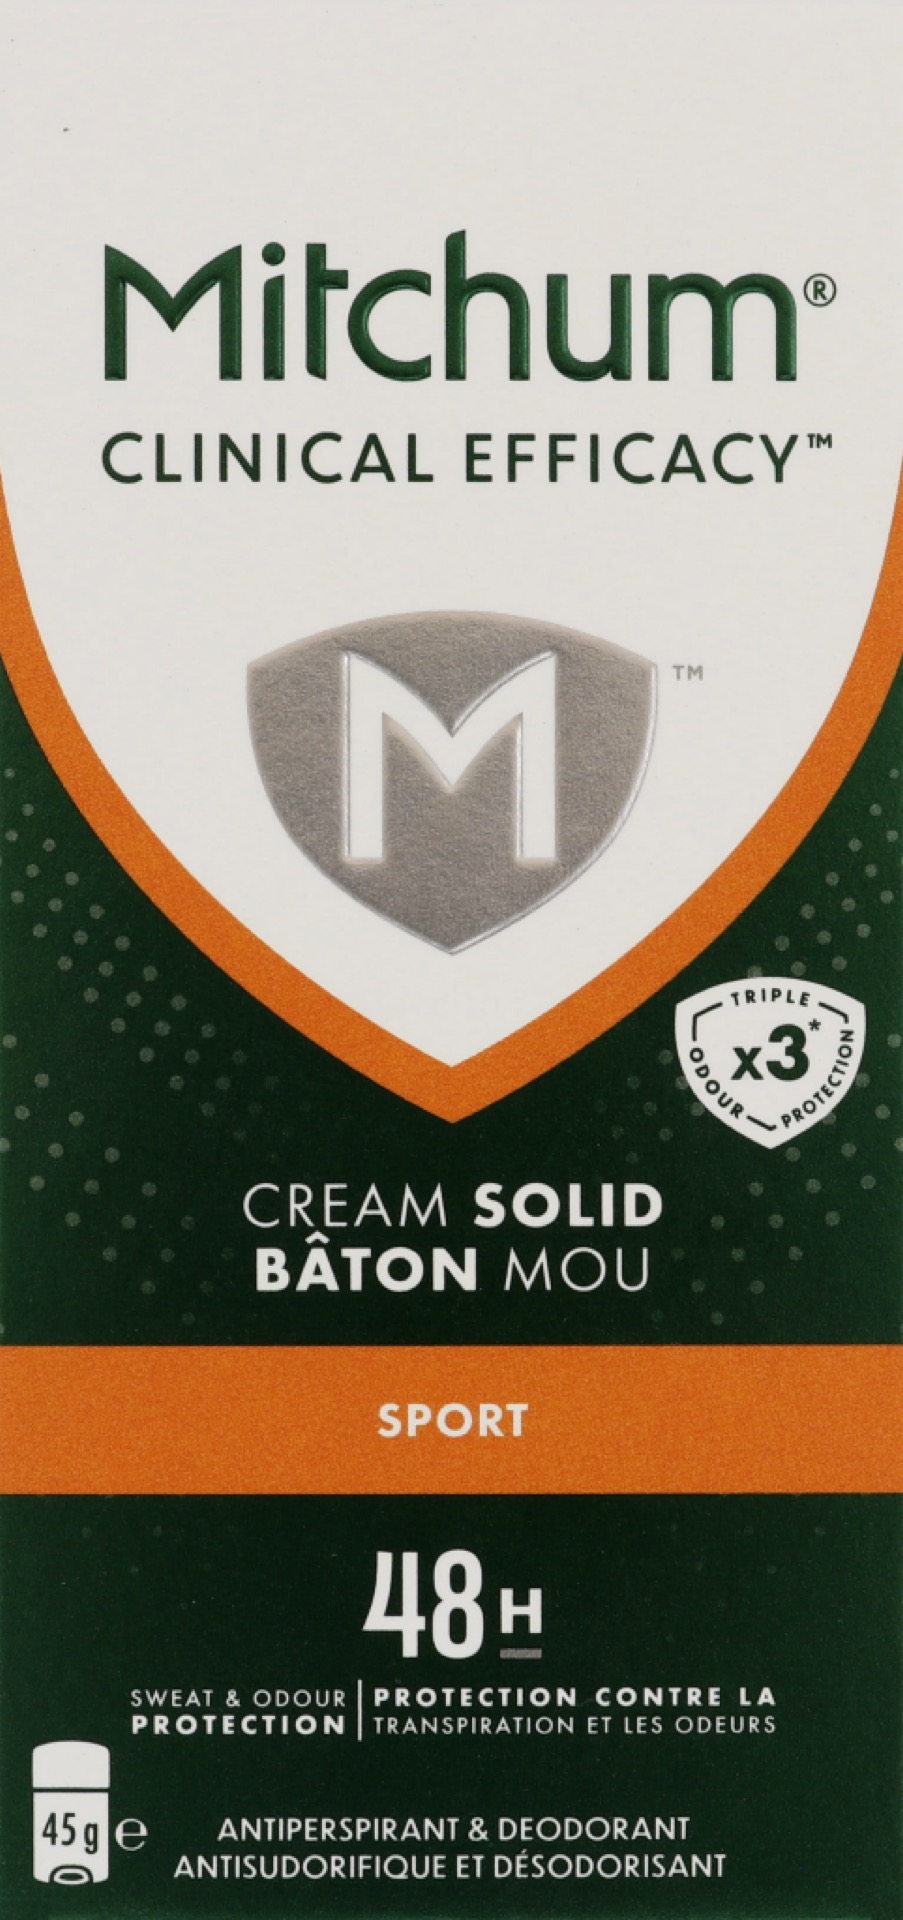 Mitchum®
CLINICAL EFFICACY™
M ™
TRIPLE
x3*
ODOUR PROTECTION
CREAM SOLID
BÂTON MOU
SPORT
48H
SWEAT & ODOUR
PROTECTION
PROTECTION CONTRE LA
TRANSPIRATION ET LES ODEURS
45g e
ANTIPERSPIRANT & DEODORANT
ANTISUDORIFIQUE ET DÉSODORISANT